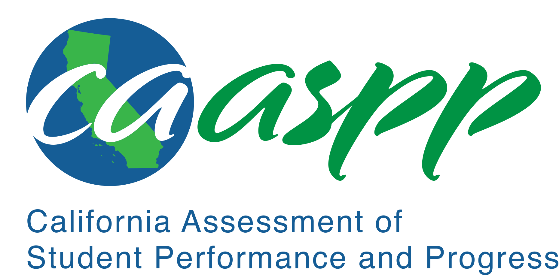 caaspp
California Assessment of
Student Performance and Progress